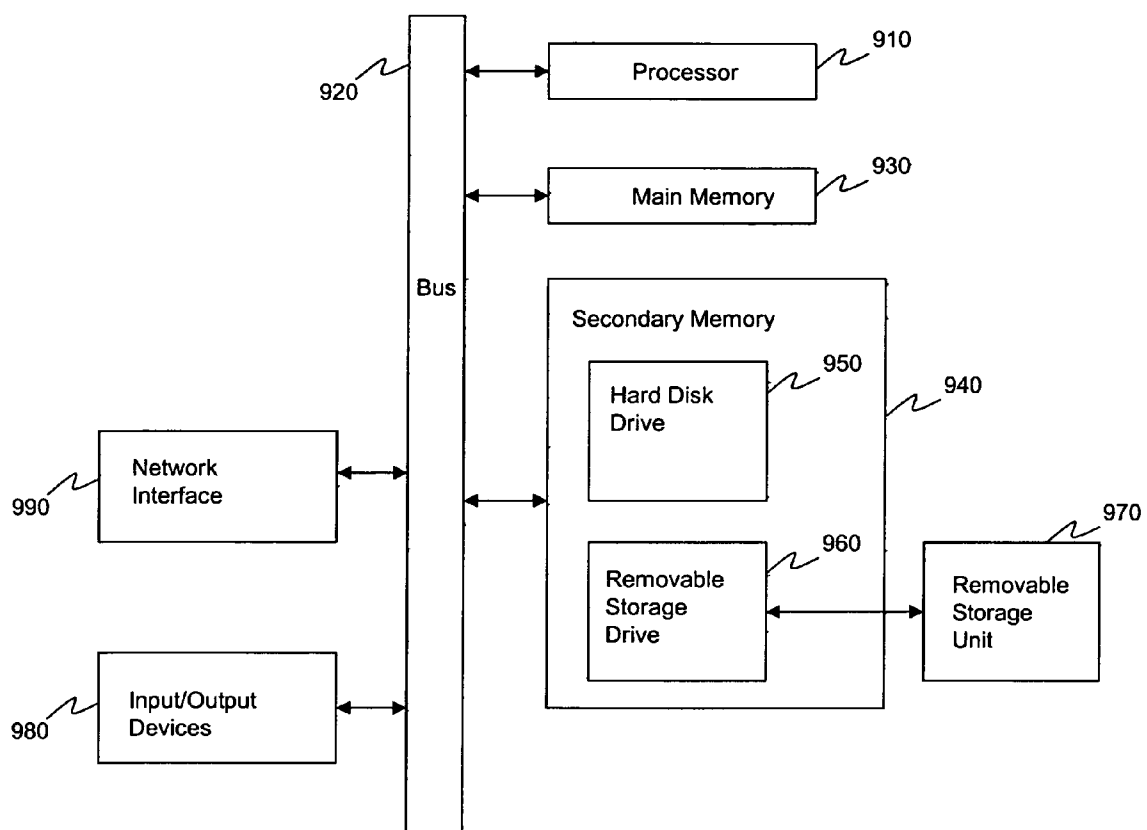 910
Processor
920
930
Main Memory
Bus
Secondary Memory
950
Hard Disk
Drive
940
Network
Interface
990
970
960
Removable
Storage
Drive
Removable
Storage
Unit
Input/Output
Devices
980